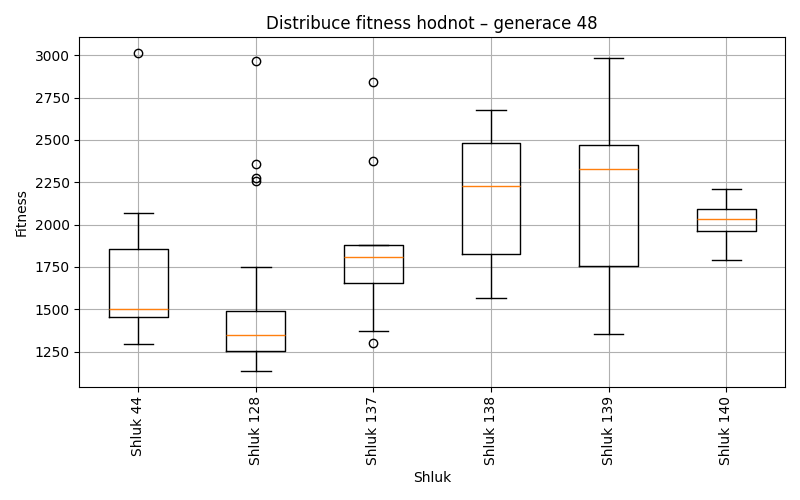 Distribuce fitness hodnot – generace 48
Fitness
3000
2750
2500
2250
2000
1750
1500
1250
Shluk 44
Shluk 128
Shluk 137
Shluk 138
Shluk 139
Shluk 140
Shluk